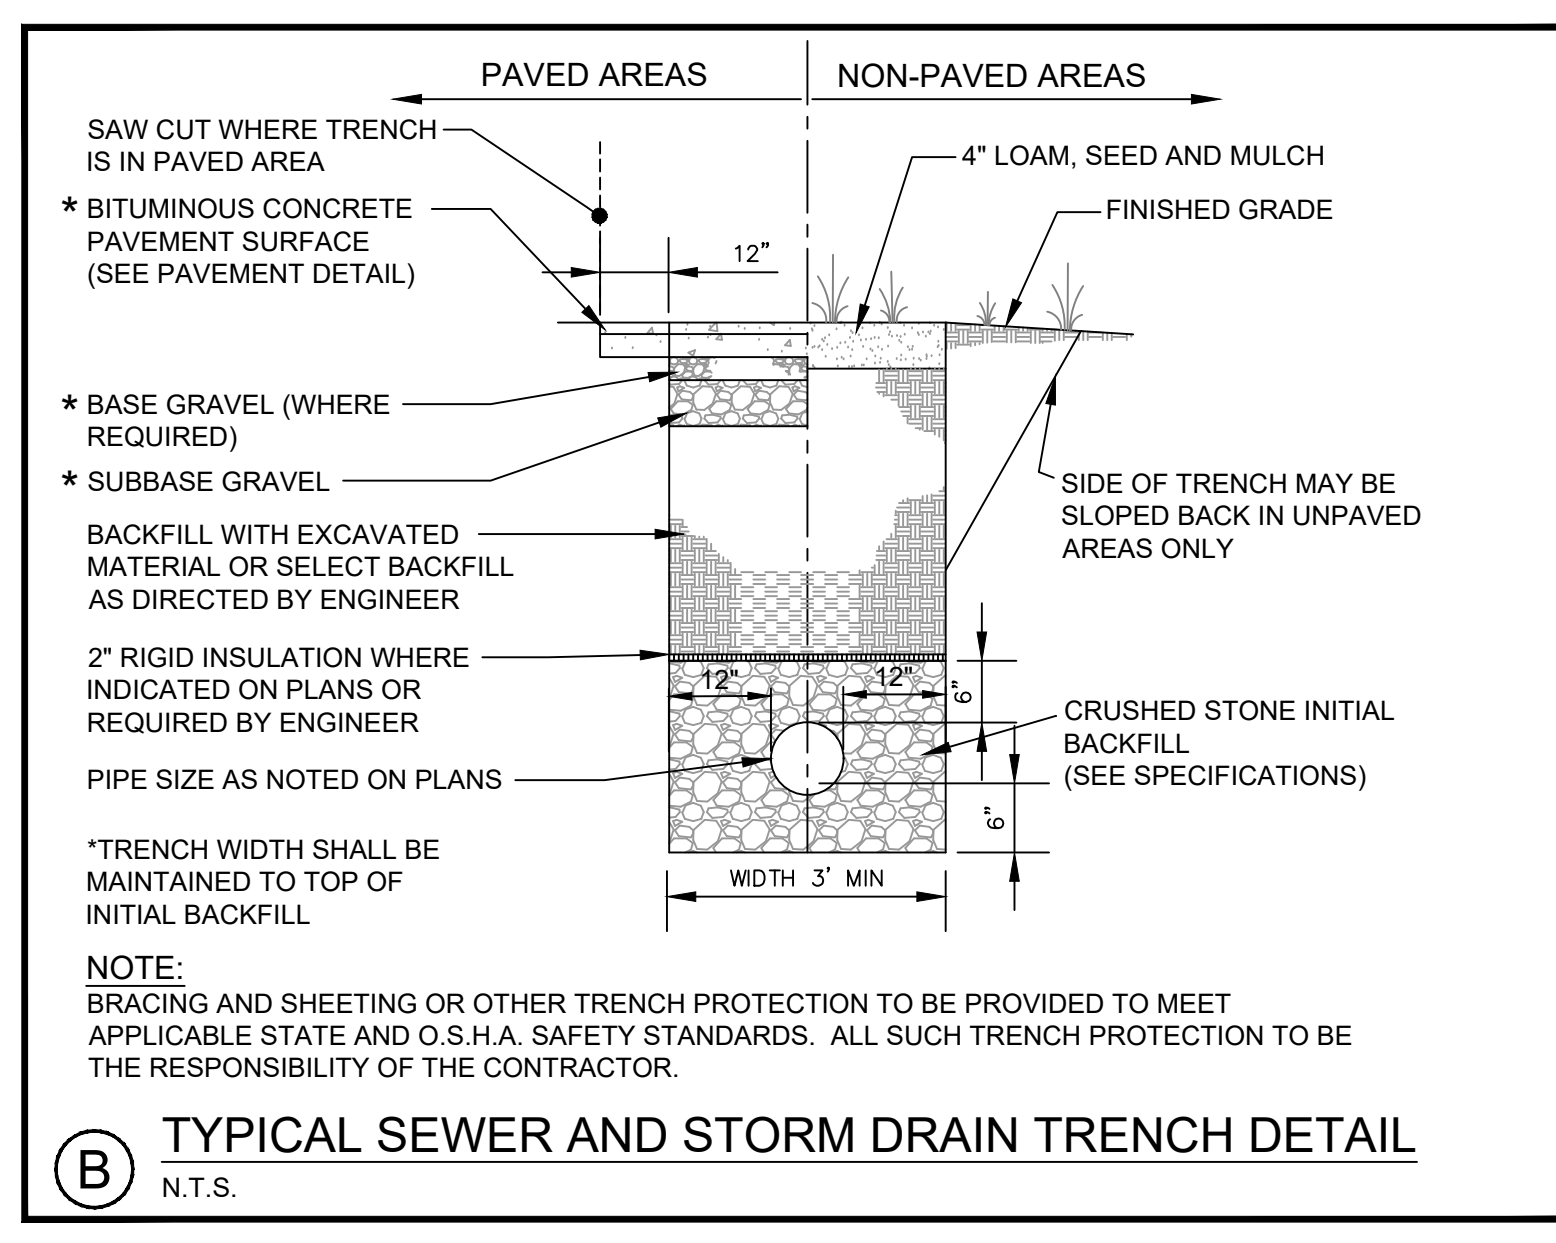 PAVED AREAS
NON-PAVED AREAS
SAW CUT WHERE TRENCH
IS IN PAVED AREA
* BITUMINOUS CONCRETE
PAVEMENT SURFACE
(SEE PAVEMENT DETAIL)
12"
4" LOAM, SEED AND MULCH
FINISHED GRADE
* BASE GRAVEL (WHERE
REQUIRED)
* SUBBASE GRAVEL
SIDE OF TRENCH MAY BE
SLOPED BACK IN UNPAVED
AREAS ONLY
BACKFILL WITH EXCAVATED
MATERIAL OR SELECT BACKFILL
AS DIRECTED BY ENGINEER
2" RIGID INSULATION WHERE
INDICATED ON PLANS OR
REQUIRED BY ENGINEER
12"
12"
6"
CRUSHED STONE INITIAL
BACKFILL
(SEE SPECIFICATIONS)
PIPE SIZE AS NOTED ON PLANS
6"
*TRENCH WIDTH SHALL BE
MAINTAINED TO TOP OF
INITIAL BACKFILL
WIDTH 3' MIN
NOTE:
BRACING AND SHEETING OR OTHER TRENCH PROTECTION TO BE PROVIDED TO MEET
APPLICABLE STATE AND O.S.H.A. SAFETY STANDARDS. ALL SUCH TRENCH PROTECTION TO BE
THE RESPONSIBILITY OF THE CONTRACTOR.
B
TYPICAL SEWER AND STORM DRAIN TRENCH DETAIL
N.T.S.